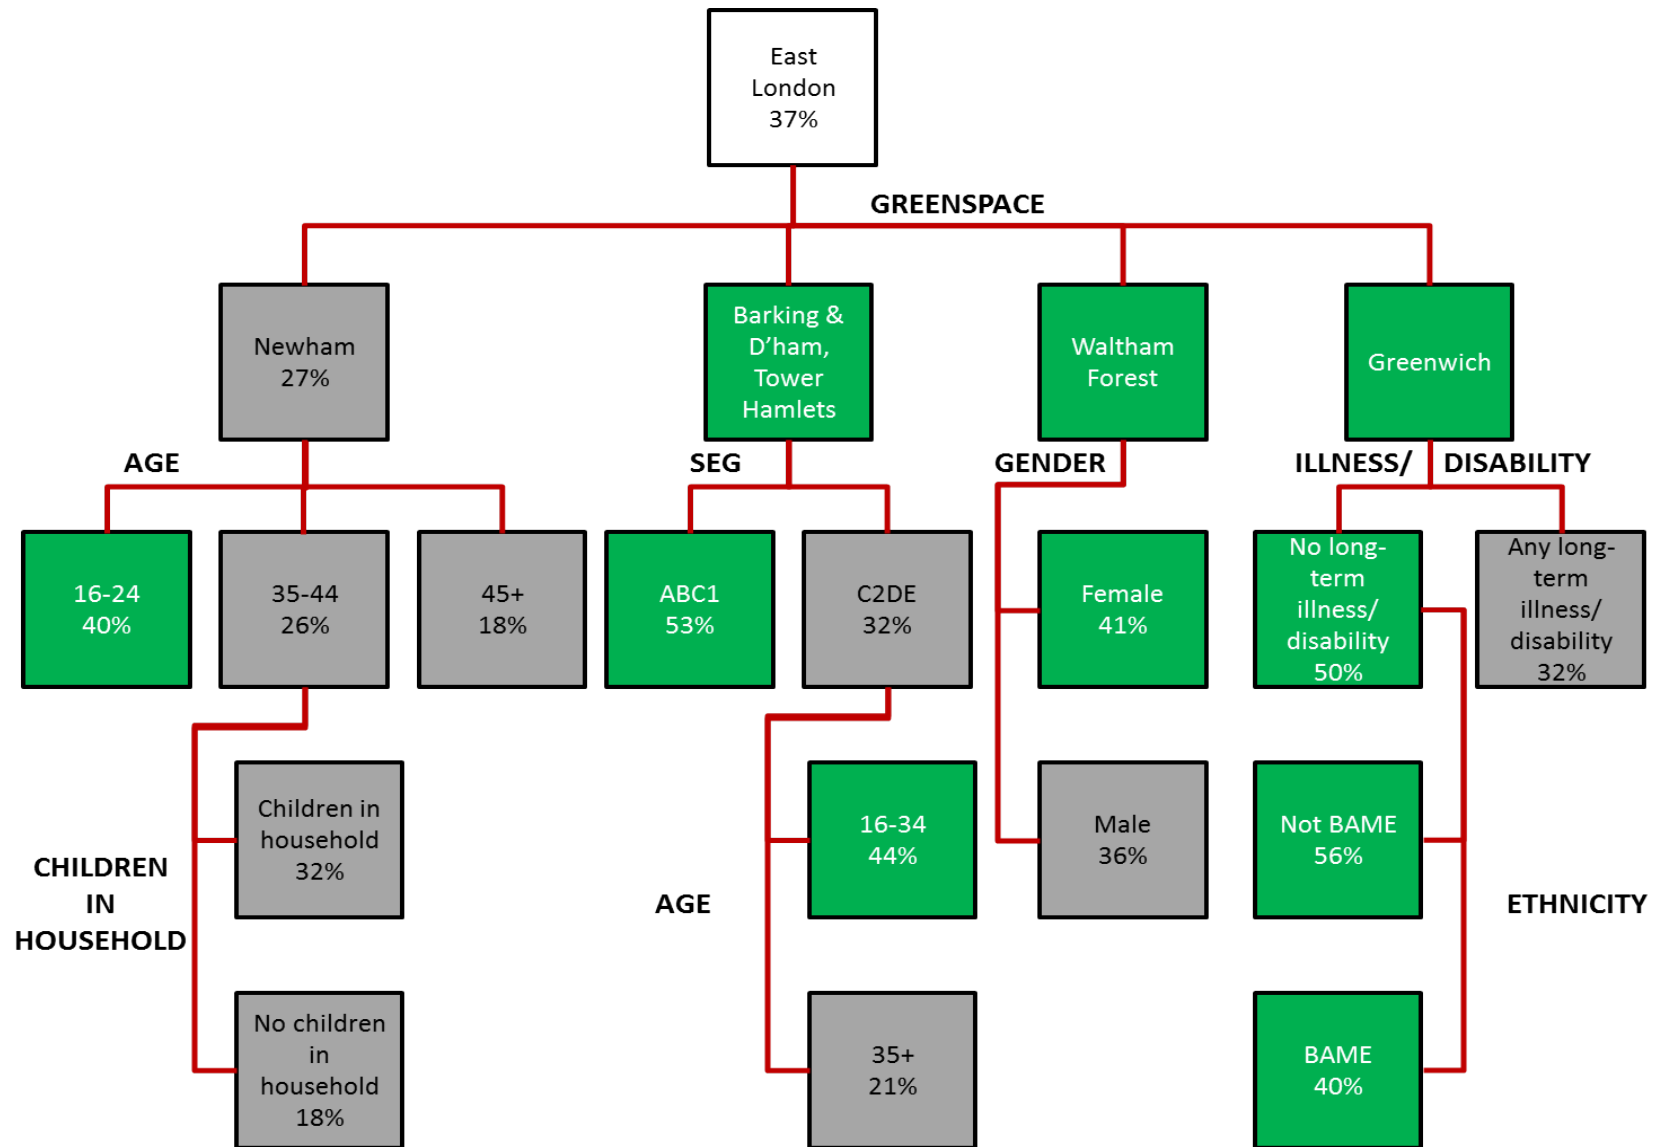 East
London
37%
GREENSPACE
Newham
27%
Barking &
D’ham,
Tower
Hamlets
Waltham
Forest
Greenwich
AGE
SEG
GENDER
ILLNESS/ DISABILITY
16-24
40%
35-44
26%
45+
18%
ABC1
53%
C2DE
32%
Female
41%
No long-
term
illness/
disability
50%
Any long-
term
illness/
disability
32%
Children in
household
32%
16-34
44%
Male
36%
Not BAME
56%
CHILDREN
IN
HOUSEHOLD
AGE
ETHNICITY
No children
in
household
18%
35+
21%
BAME
40%